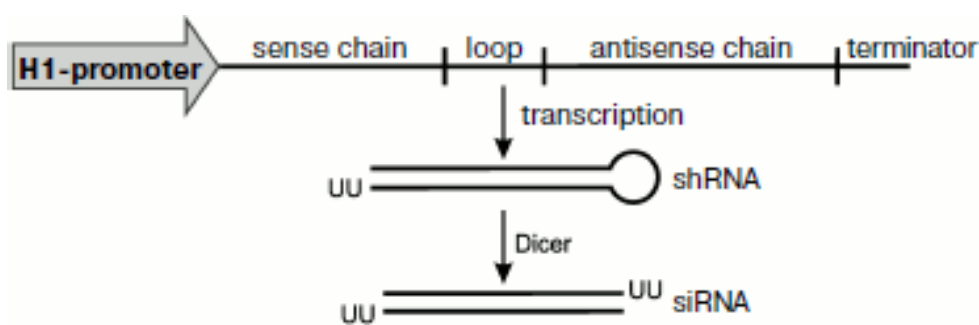 H1-promoter sense chain loop antisense chain terminator
transcription
UU shRNA
Dicer
UU UU siRNA